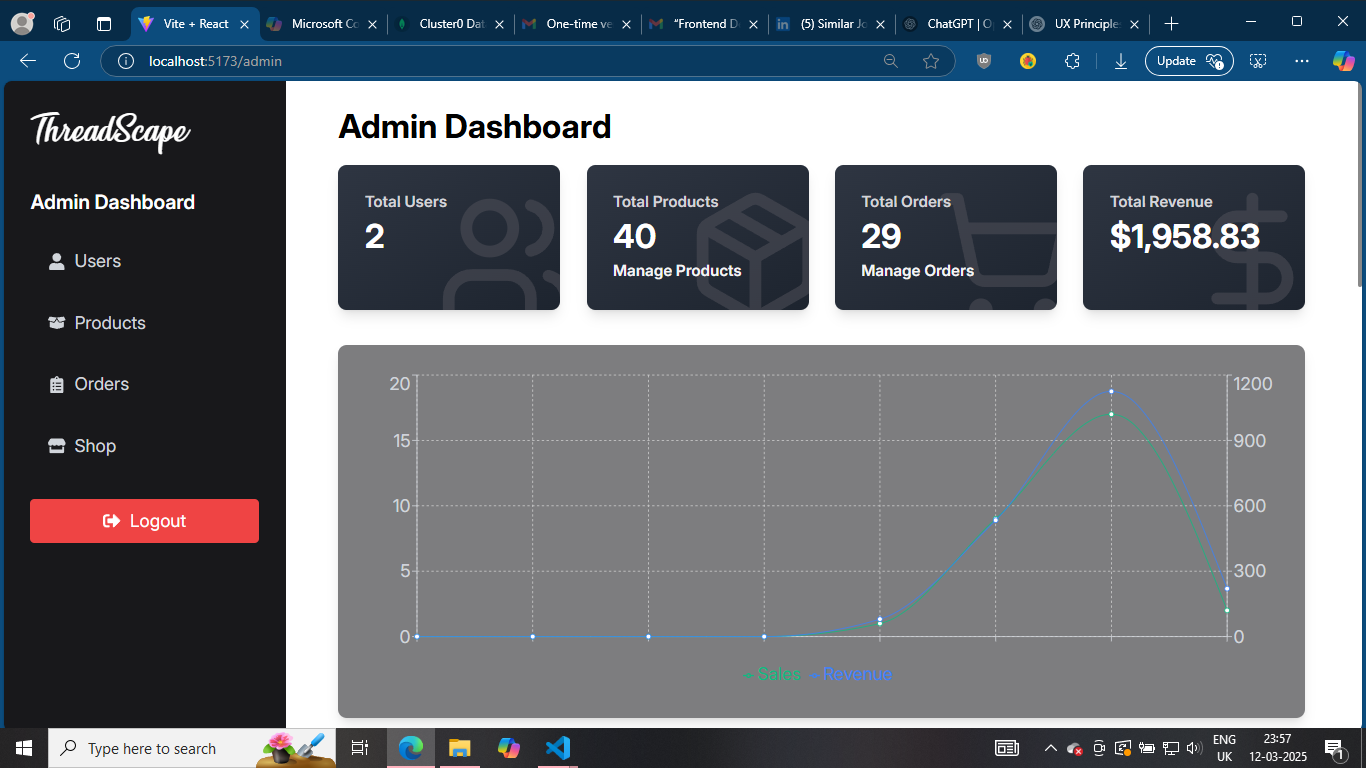 Vite + React
Microsoft Co
Cluster0 Dat
One-time ve
“Frontend D
(5) Similar Jo
ChatGPT | O
UX Principle
localhost:5173/admin
UD
Update
ThreadScape
Admin Dashboard
Users
Products
Orders
Shop
Logout
Admin Dashboard
Total Users
2
Total Products
40
Manage Products
Total Orders
29
Manage Orders
Total Revenue
$1,958.83
20
15
10
5
0
1200
900
600
300
0
Sales
Revenue
Type here to search
ENG
UK
23:57
12-03-2025
1